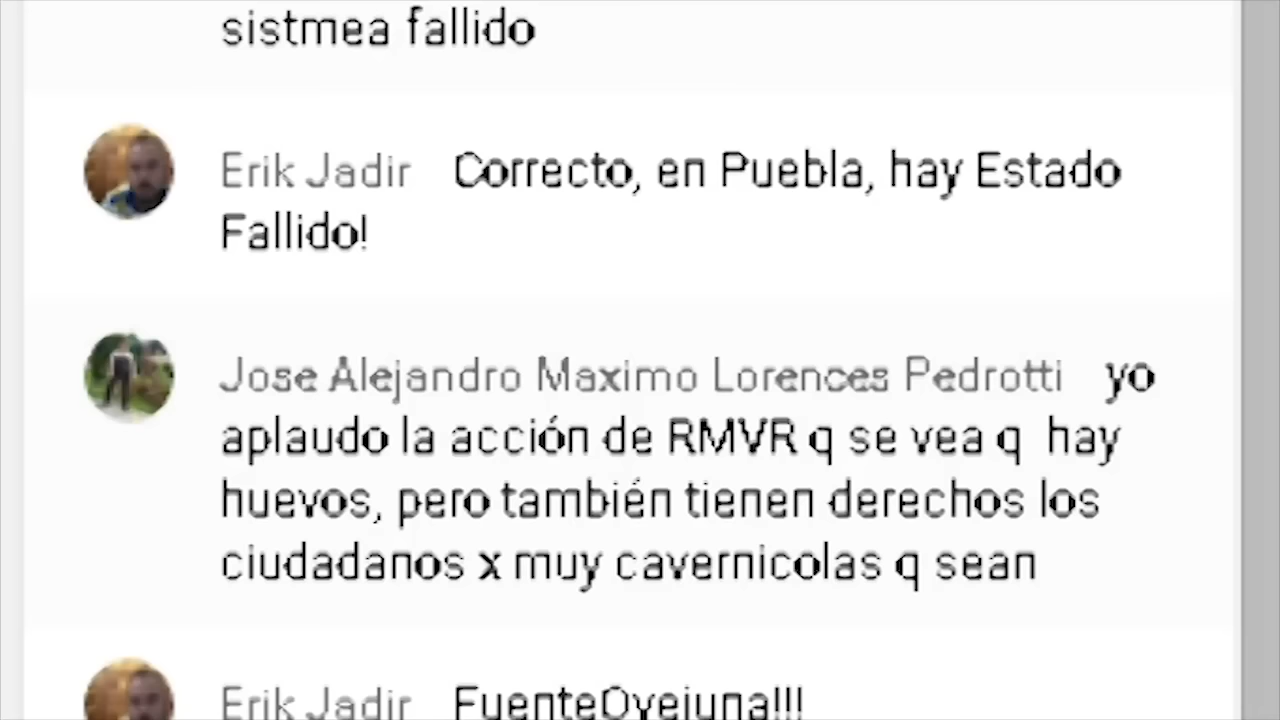 sistmea fallido
Erik Jadir Correcto, en Puebla, hay Estado
Fallido!
Jose Alejandro Maximo Lorences Pedrotti yo
aplaudo la acción de RMVR q se vea q hay
huevos, pero también tienen derechos los
ciudadanos x muy cavernicolas q sean
Erik Jadir FuenteOvejuna!!!